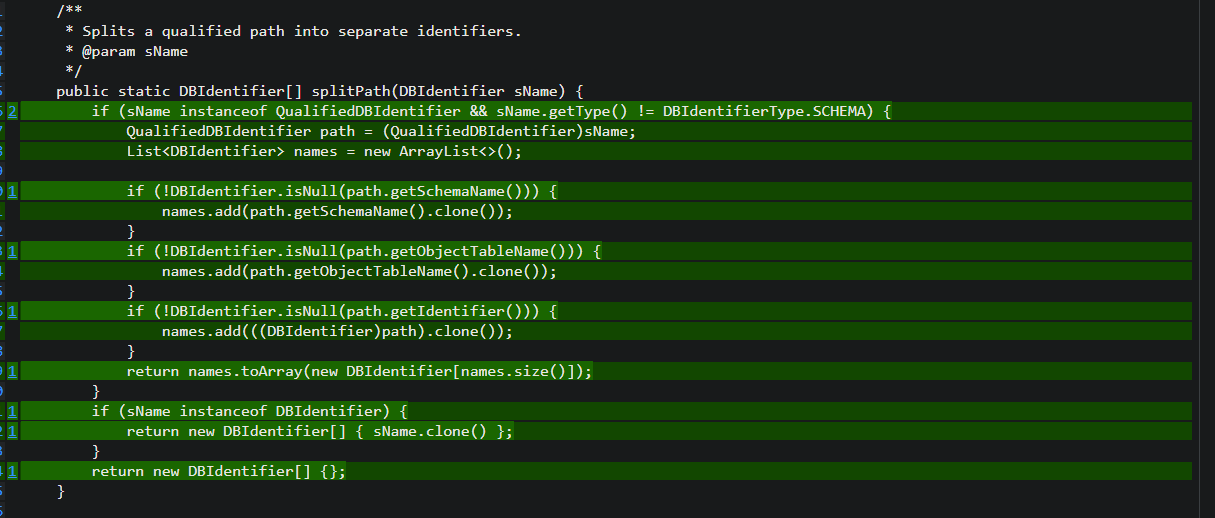 /**
 * Splits a qualified path into separate identifiers.
 * @param sName
 */
public static DBIdentifier[] splitPath(DBIdentifier sName) {
2 if (sName instanceof QualifiedDBIdentifier && sName.getType() != DBIdentifierType.SCHEMA) {
QualifiedDBIdentifier path = (QualifiedDBIdentifier)sName;
List<DBIdentifier> names = new ArrayList<>();
1 if (!DBIdentifier.isNull(path.getSchemaName())) {
names.add(path.getSchemaName().clone());
}
1 if (!DBIdentifier.isNull(path.getObjectTableName())) {
names.add(path.getObjectTableName().clone());
}
1 if (!DBIdentifier.isNull(path.getIdentifier())) {
names.add(((DBIdentifier)path).clone());
}
1 return names.toArray(new DBIdentifier[names.size()]);
}
1 if (sName instanceof DBIdentifier) {
1 return new DBIdentifier[] { sName.clone() };
}
1 return new DBIdentifier[] {};
}